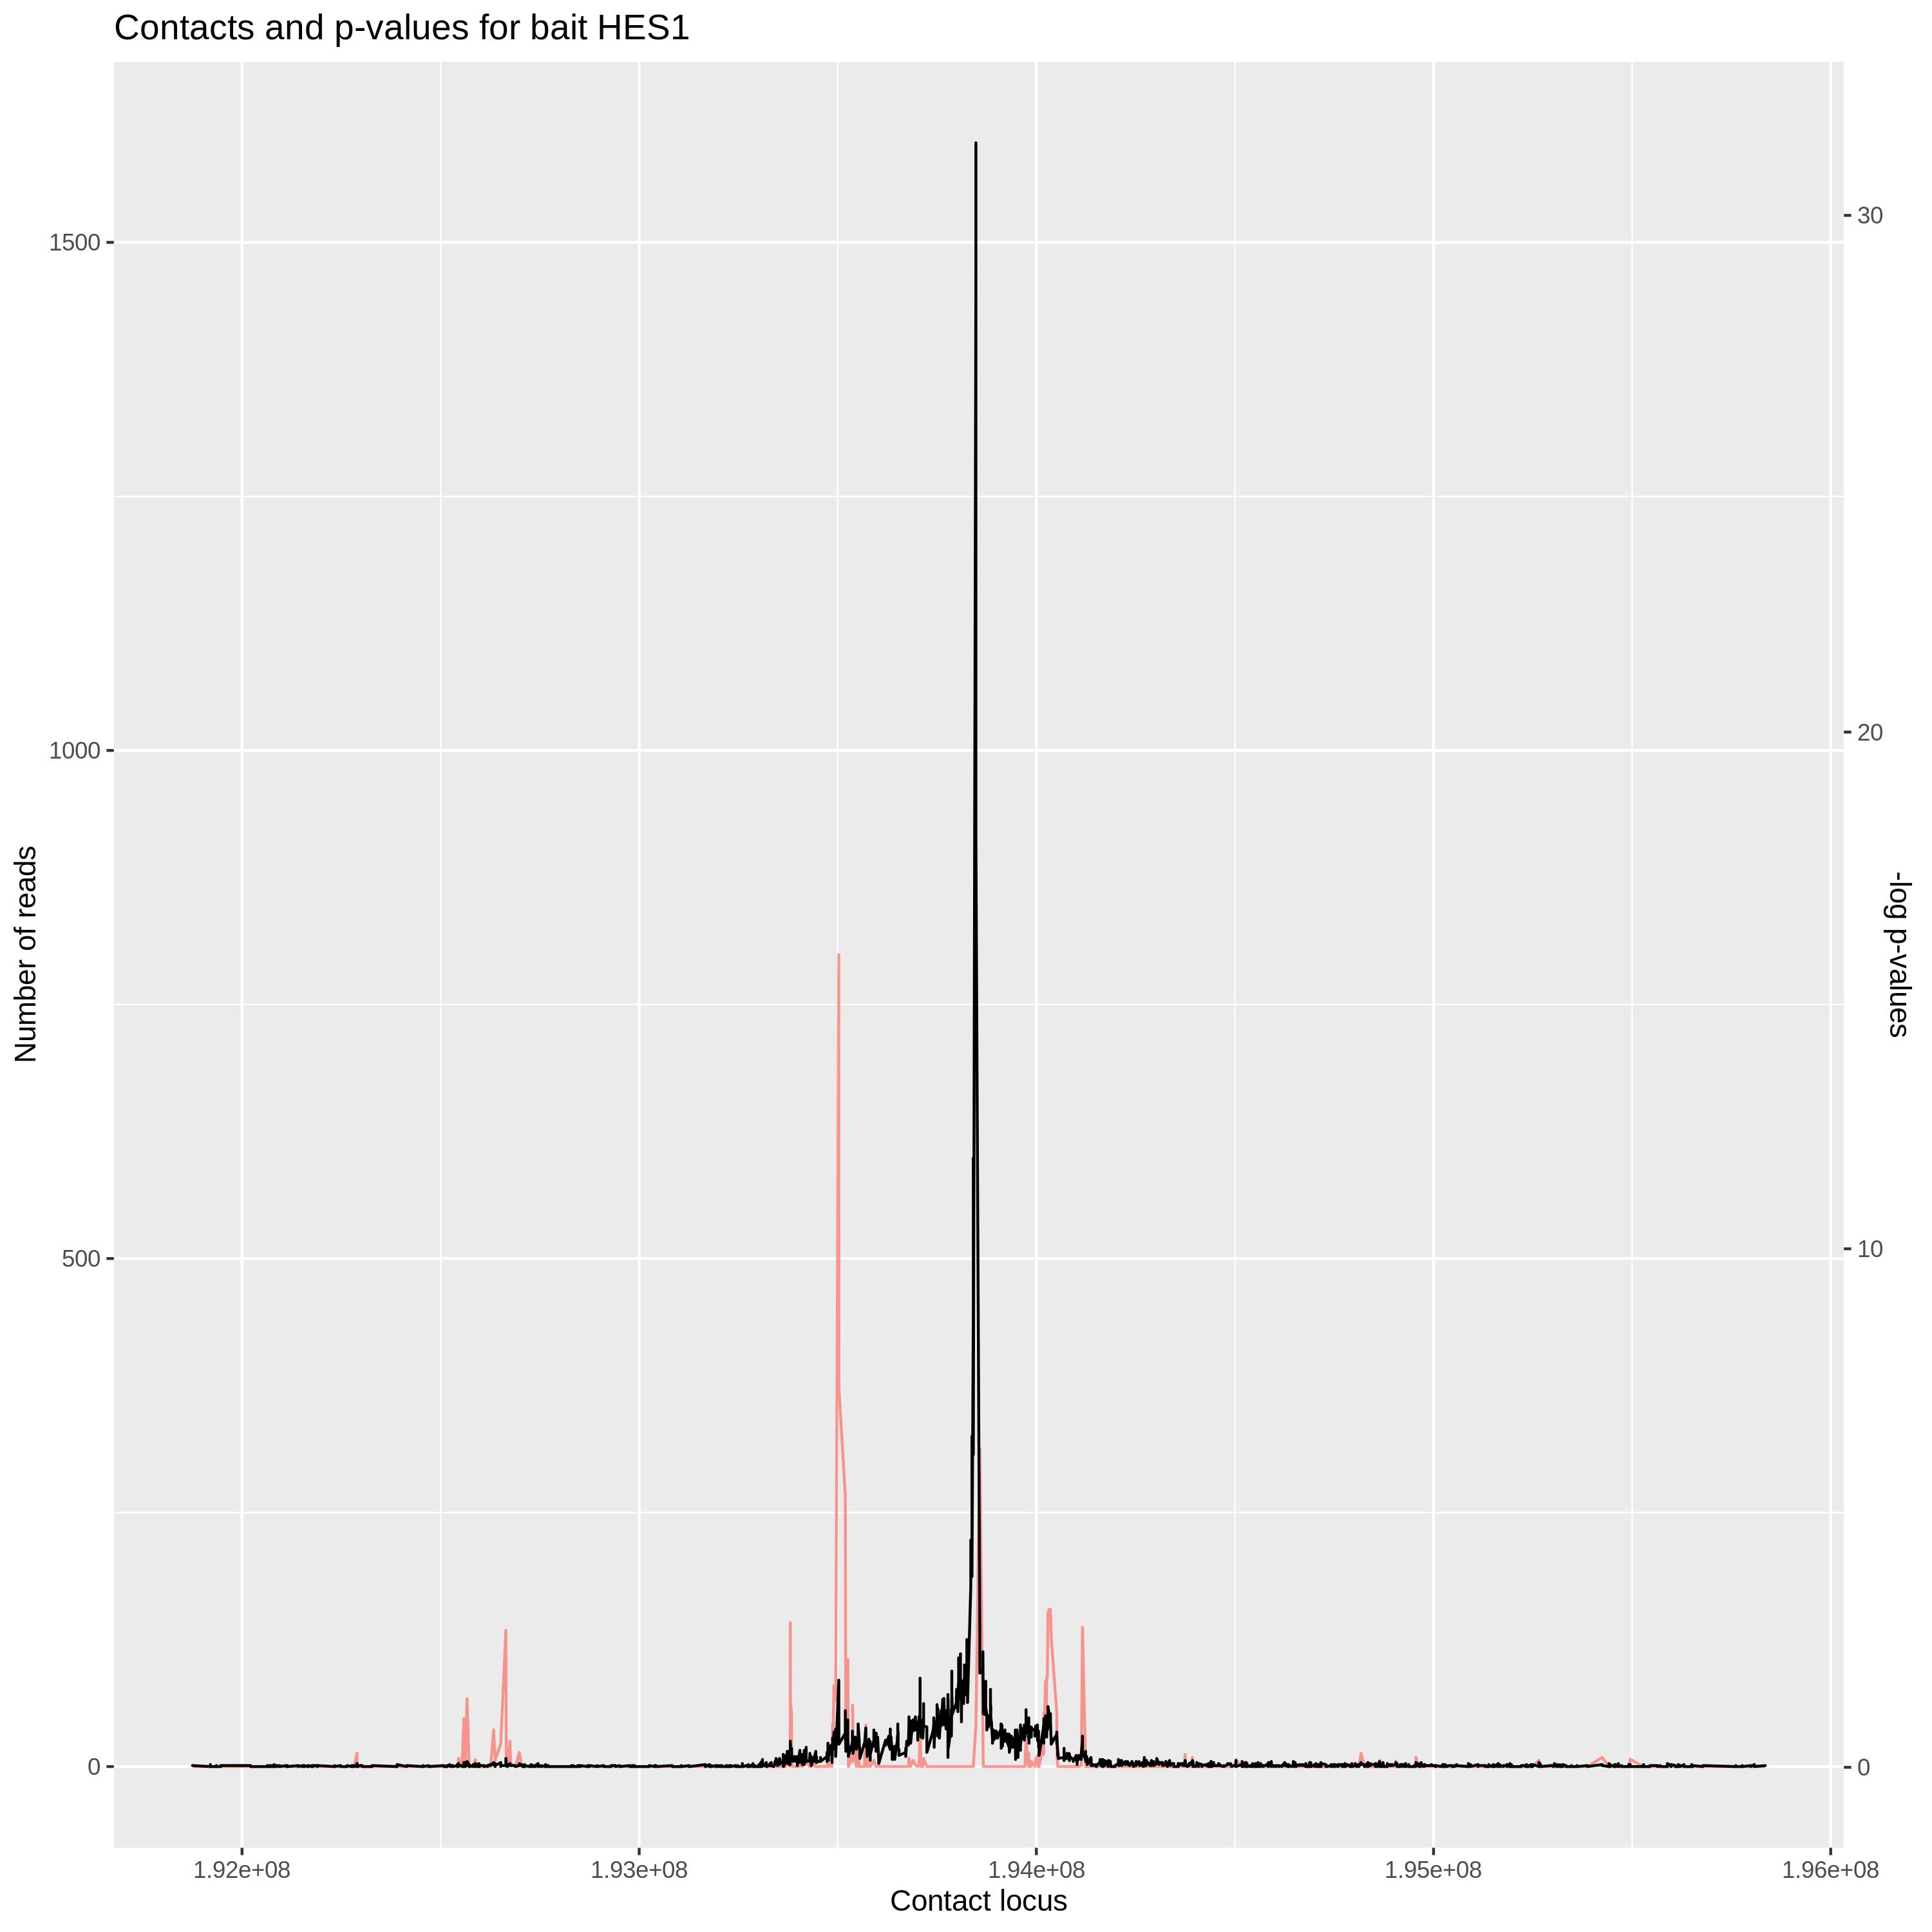 Contacts and p-values for bait HES1
1500
1000
500
0
Number of reads
30
20
10
0
-log p-values
1.92e+08
1.93e+08
1.94e+08
1.95e+08
1.96e+08
Contact locus